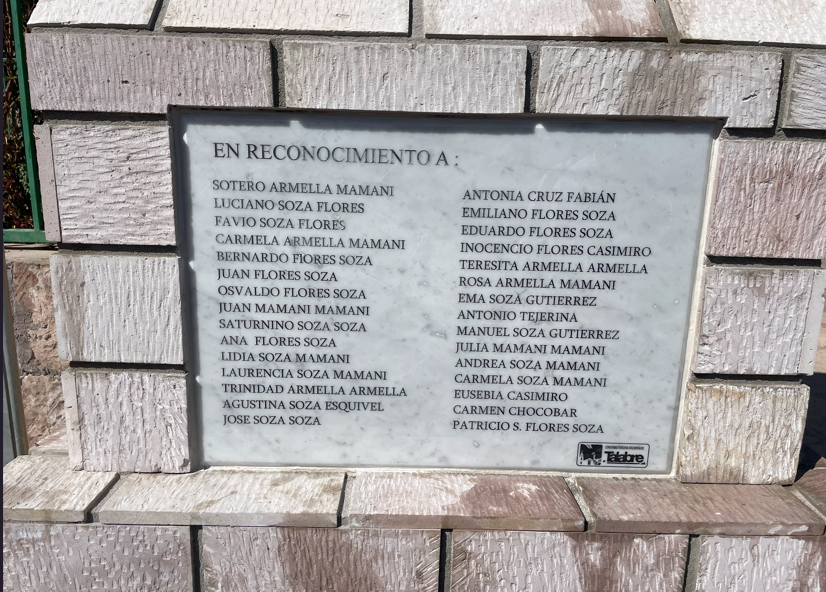 EN RECONOCIMIENTO A :
SOTERO ARMELLA MAMANI
LUCIANO SOZA FLORES
FAVIO SOZA FLORES
CARMELA ARMELLA MAMANI
BERNARDO FlORES SOZA
JUAN FLORES SOZA
OSVALDO FLORES SOZA
JUAN MAMANI MAMANI
SATURNINO SOZA SOZA
ANA FLORES SOZA
LIDIA SOZA MAMANI
LAURENCIA SOZA MAMANI
TRINIDAD ARMELLA ARMELLA
AGUSTINA SOZA ESQUIVEL
JOSE SOZA SOZA
ANTONIA CRUZ FABIÁN
EMILIANO FLORES SOZA
EDUARDO FLORES SOZA
INOCENCIO FLORES CASIMIRO
TERESITA ARMELLA ARMELLA
ROSA ARMELLA MAMANI
EMA SOZA GUTIERREZ
ANTONIO TEJERINA
MANUEL SOZA GUTIERREZ
JULIA MAMANI MAMANI
ANDREA SOZA MAMANI
CARMELA SOZA MAMANI
EUSEBIA CASIMIRO
CARMEN CHOCOBAR
PATRICIO S. FLORES SOZA
Talabre